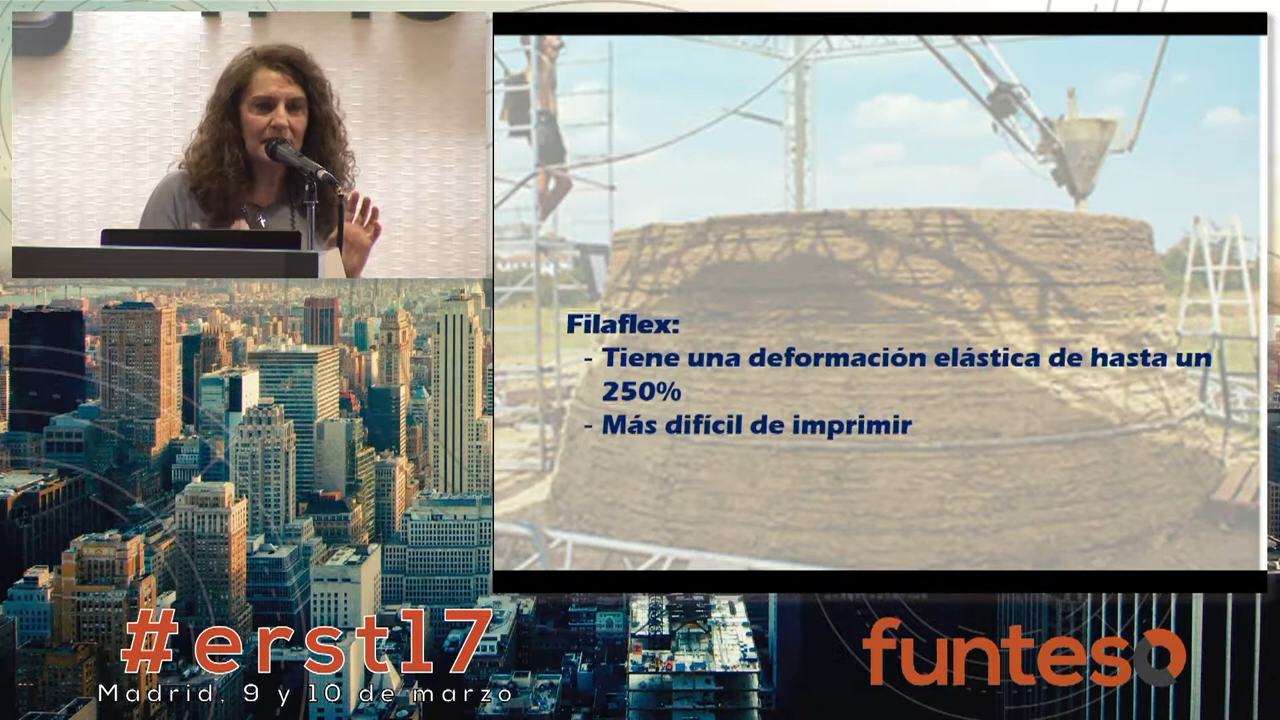 Filaflex:
- Tiene una deformación elástica de hasta un
250%
- Más difícil de imprimir
#erst17
Madrid, 9 y 10 de marzo
funteso